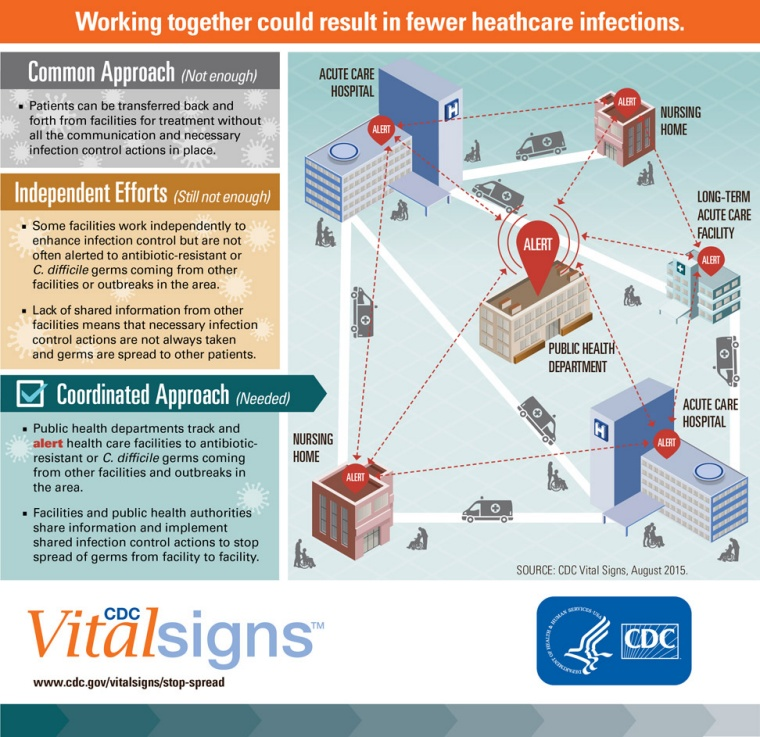 Working together could result in fewer heathcare infections.
Common Approach (Not enough)
▪ Patients can be transferred back and
forth from facilities for treatment without
all the communication and necessary
infection control actions in place.
Independent Efforts (Still not enough)
▪ Some facilities work independently to
enhance infection control but are not
often alerted to antibiotic-resistant or
C. difficile germs coming from other
facilities or outbreaks in the area.
▪ Lack of shared information from other
facilities means that necessary infection
control actions are not always taken
and germs are spread to other patients.
Coordinated Approach (Needed)
▪ Public health departments track and
alert health care facilities to antibiotic-
resistant or C. difficile germs coming
from other facilities and outbreaks in
the area.
▪ Facilities and public health authorities
share information and implement
shared infection control actions to stop
spread of germs from facility to facility.
ACUTE CARE
HOSPITAL
H
ALERT
ALERT
NURSING
HOME
LONG-TERM
ACUTE CARE
FACILITY
ALERT
ALERT
PUBLIC HEALTH
DEPARTMENT
ACUTE CARE
HOSPITAL
H
ALERT
NURSING
HOME
ALERT
SOURCE: CDC Vital Signs, August 2015.
CDC
Vitalsigns™
www.cdc.gov/vitalsigns/stop-spread
DEPARTMENT OF HEALTH & HUMAN SERVICES USA
CDC